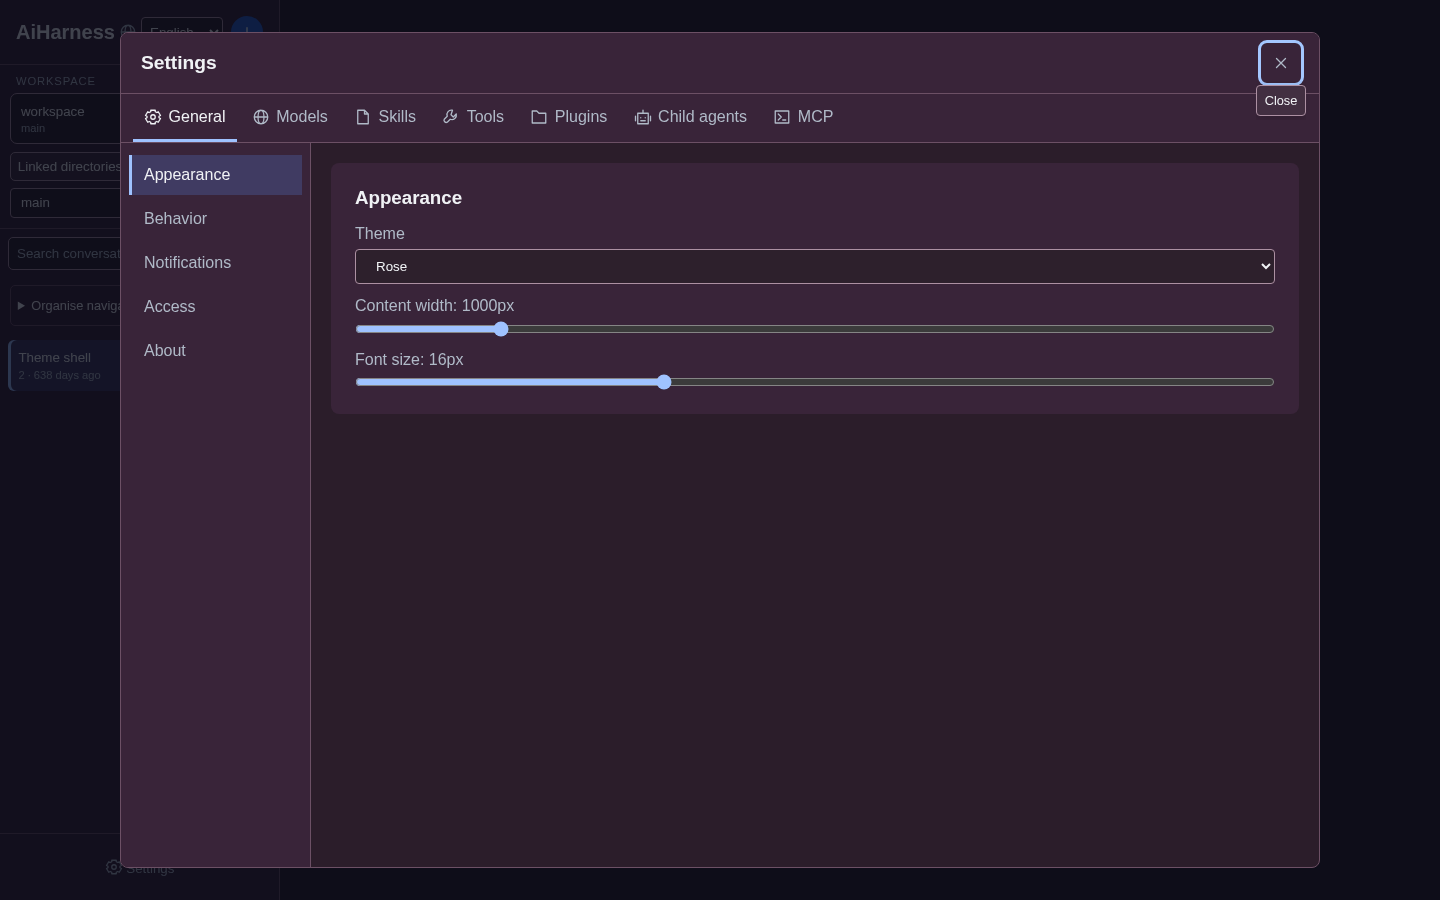 AiHarness
English
WORKSPACE
workspace
main
Linked directories
main
Search conversat
Organise naviga
Theme shell
2 · 638 days ago
Settings
Settings
Close
General
Models
Skills
Tools
Plugins
Child agents
MCP
Appearance
Behavior
Notifications
Access
About
Appearance
Theme
Rose
Content width: 1000px
Font size: 16px